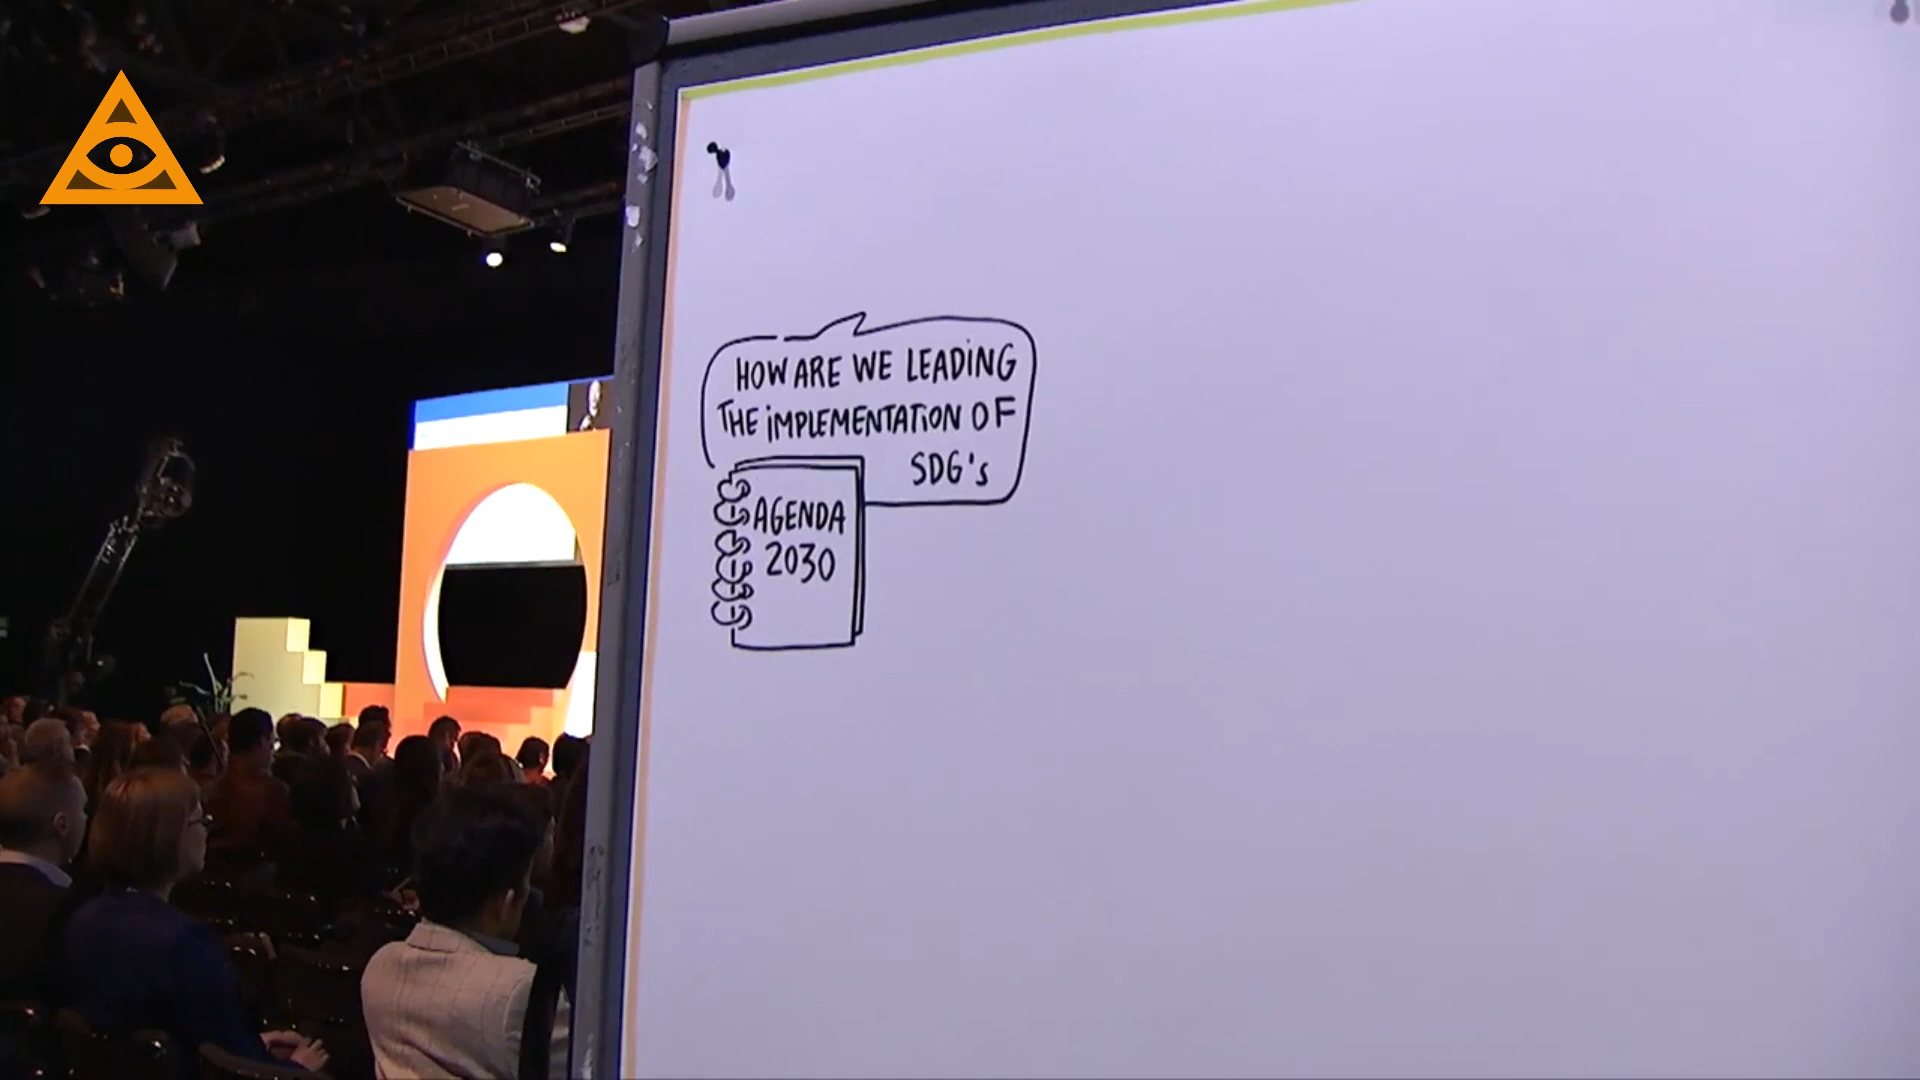 HOW ARE WE LEADING
THE iMPLEMENTATiON OF
SDG's
AGENDA
2030